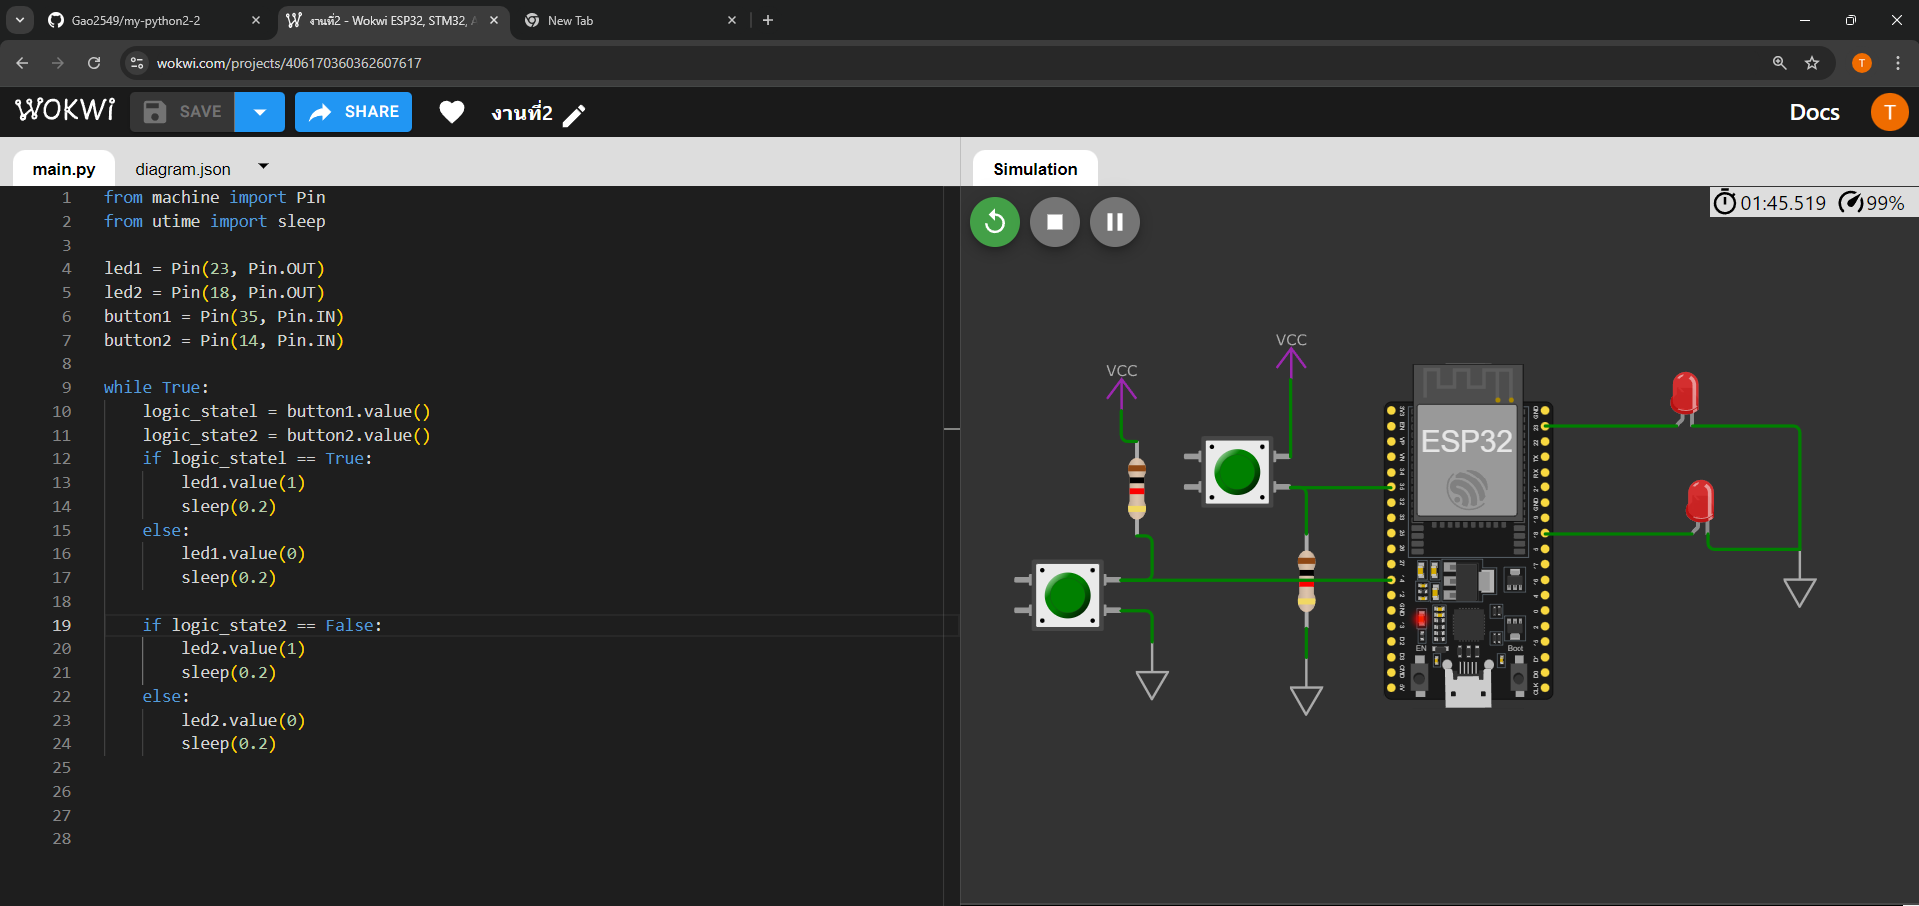 Gao2549/my-python2-2
งานที่2 - Wokwi ESP32, STM32, A
New Tab
wokwi.com/projects/406170360362607617
T
WOKWi
SAVE
SHARE
งานที่2
Docs
T
main.py
diagram.json
Simulation
01:45.519
99%
1 from machine import Pin
2 from utime import sleep
3
4 led1 = Pin(23, Pin.OUT)
5 led2 = Pin(18, Pin.OUT)
6 button1 = Pin(35, Pin.IN)
7 button2 = Pin(14, Pin.IN)
8
9 while True:
10 logic_statel = button1.value()
11 logic_state2 = button2.value()
12 if logic_statel == True:
13 led1.value(1)
14 sleep(0.2)
15 else:
16 led1.value(0)
17 sleep(0.2)
18
19 if logic_state2 == False:
20 led2.value(1)
21 sleep(0.2)
22 else:
23 led2.value(0)
24 sleep(0.2)
25
26
27
28
VCC
VCC
ESP32
EN
Boot